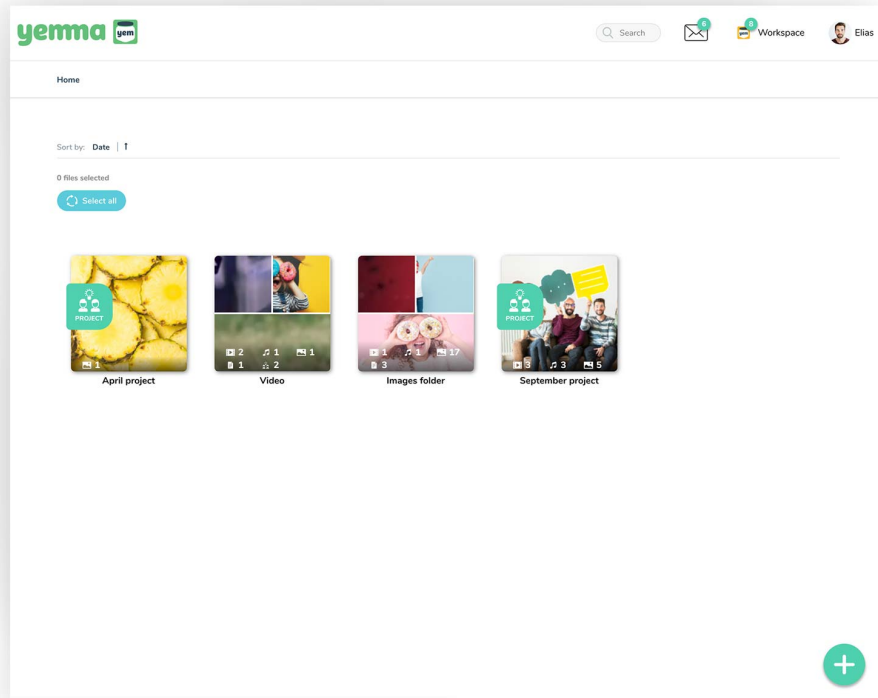 yemma yem
6
8
Search
Workspace
Elias
Home
Sort by: Date
0 files selected
Select all
PROJECT
1
April project
2 1 1
1 2
Video
1 1 17
3
Images folder
PROJECT
3 3 5
September project